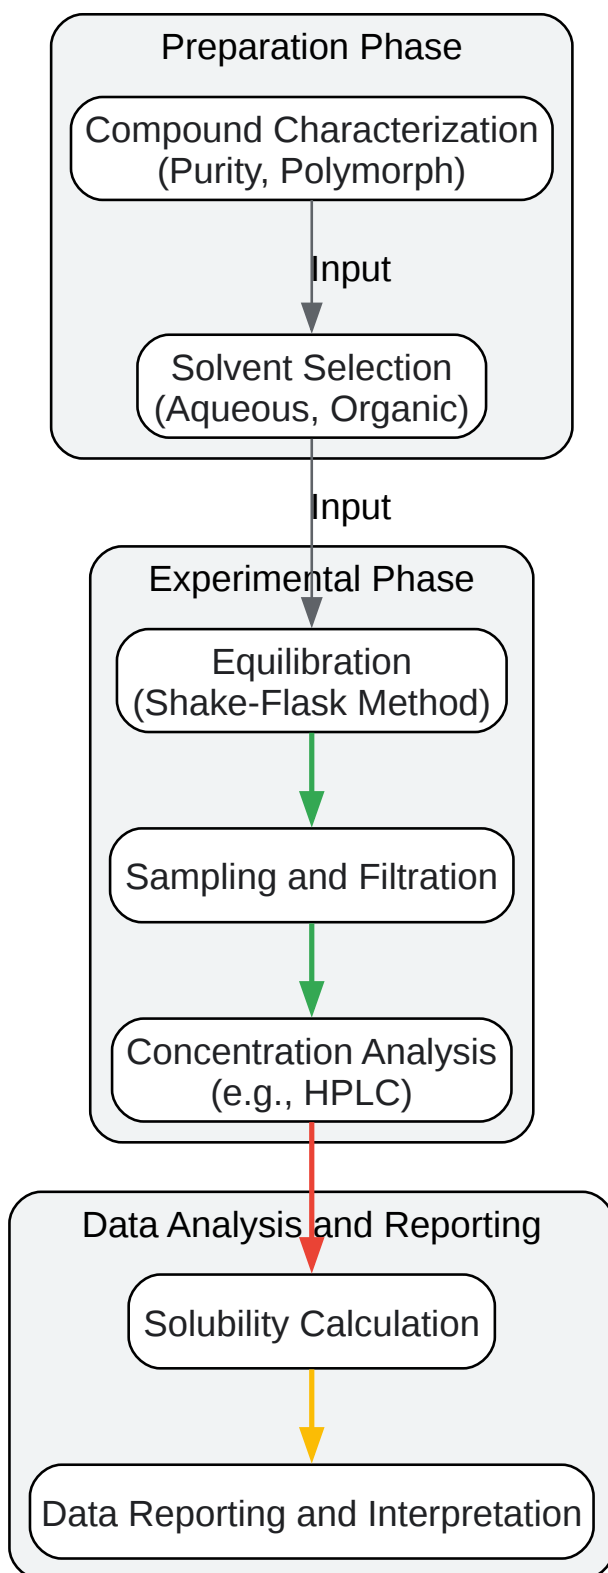 Preparation Phase
Compound Characterization
(Purity, Polymorph)
Input
Solvent Selection
(Aqueous, Organic)
Input
Experimental Phase
Equilibration
(Shake-Flask Method)
Sampling and Filtration
Concentration Analysis
(e.g., HPLC)
Data Analysis and Reporting
Solubility Calculation
Data Reporting and Interpretation